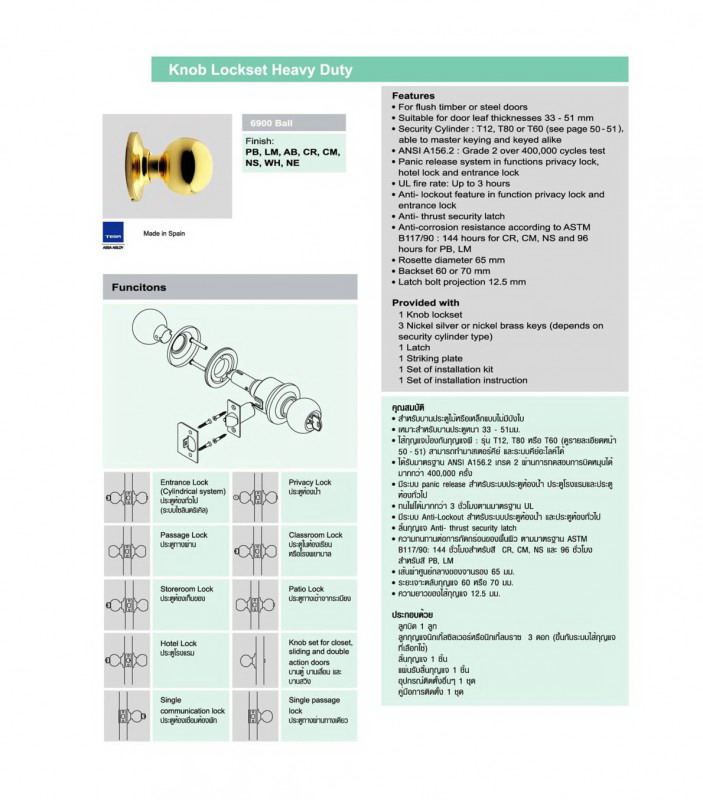 Knob Lockset Heavy Duty
6900 Ball
Finish:
PB, LM, AB, CR, CM,
NS, WH, NE
TESA
ASSA ABLOY
Made in Spain
Features
• For flush timber or steel doors
• Suitable for door leaf thicknesses 33 - 51 mm
• Security Cylinder : T12, T80 or T60 (see page 50-51),
able to master keying and keyed alike
• ANSI A156.2 : Grade 2 over 400,000 cycles test
• Panic release system in functions privacy lock,
hotel lock and entrance lock
• UL fire rate: Up to 3 hours
• Anti- lockout feature in function privacy lock and
entrance lock
• Anti- thrust security latch
• Anti-corrosion resistance according to ASTM
B117/90 : 144 hours for CR, CM, NS and 96
hours for PB, LM
• Rosette diameter 65 mm
• Backset 60 or 70 mm
• Latch bolt projection 12.5 mm
Provided with
1 Knob lockset
3 Nickel silver or nickel brass keys (depends on
security cylinder type)
1 Latch
1 Striking plate
1 Set of installation kit
1 Set of installation instruction
Funcitons
Entrance Lock
(Cylindrical system)
ประตูห้องทั่วไป
(ระบบไซลินดริเคิล)
Privacy Lock
ประตูห้องน้ำ
Passage Lock
ประตูทางผ่าน
Classroom Lock
ประตูในห้องเรียน
หรือโรงพยาบาล
Storeroom Lock
ประตูห้องเก็บของ
Patio Lock
ประตูทางเข้าจากระเบียง
Hotel Lock
ประตูโรงแรม
Knob set for closet,
sliding and double
action doors
บานตู้ บานเลื่อน และ
บานสวิง
Single
communication lock
ประตูห้องเชื่อมห้องพัก
Single passage
lock
ประตูทางผ่านทางเดียว
คุณสมบัติ
• สำหรับบานประตูไม้หรือเหล็กแบบไม่มีบังใบ
• เหมาะสำหรับบานประตูหนา 33 - 51มม.
• ไส้กุญแจป้องกันกุญแจผี : รุ่น T12, T80 หรือ T60 (ดูรายละเอียดหน้า
50 - 51) สามารถทำมาสเตอร์คีย์ และระบบคีย์อะไลค์ได้
• ได้รับมาตรฐาน ANSI A156.2 เกรด 2 ผ่านการทดสอบการบิดหมุนได้
มากกว่า 400,000 ครั้ง
• มีระบบ panic release สำหรับระบบประตูห้องน้ำ ประตูโรงแรมและประตู
ห้องทั่วไป
• ทนไฟได้มากกว่า 3 ชั่วโมงตามมาตรฐาน UL
• มีระบบ Anti-Lockout สำหรับระบบประตูห้องน้ำ และประตูห้องทั่วไป
• ลิ้นกุญแจ Anti- thrust security latch
• ความทนทานต่อการกัดกร่อนของพื้นผิว ตามมาตรฐาน ASTM
B117/90: 144 ชั่วโมงสำหรับสี CR, CM, NS และ 96 ชั่วโมง
สำหรับสี PB, LM
• เส้นผ่าศูนย์กลางของจานรอง 65 มม.
• ระยะเจาะตลับกุญแจ 60 หรือ 70 มม.
• ความยาวของไส้กุญแจ 12.5 มม.
ประกอบด้วย
ลูกบิด 1 ลูก
ลูกกุญแจนิกเกิ้ลซิลเวอร์หรือนิกเกิ้ลบราซ 3 ดอก (ขึ้นกับระบบไส้กุญแจ
ที่เลือกใช้)
ลิ้นกุญแจ 1 ชิ้น
แผ่นรับลิ้นกุญแจ 1 ชิ้น
อุปกรณ์ติดตั้งอื่นๆ 1 ชุด
คู่มือการติดตั้ง 1 ชุด